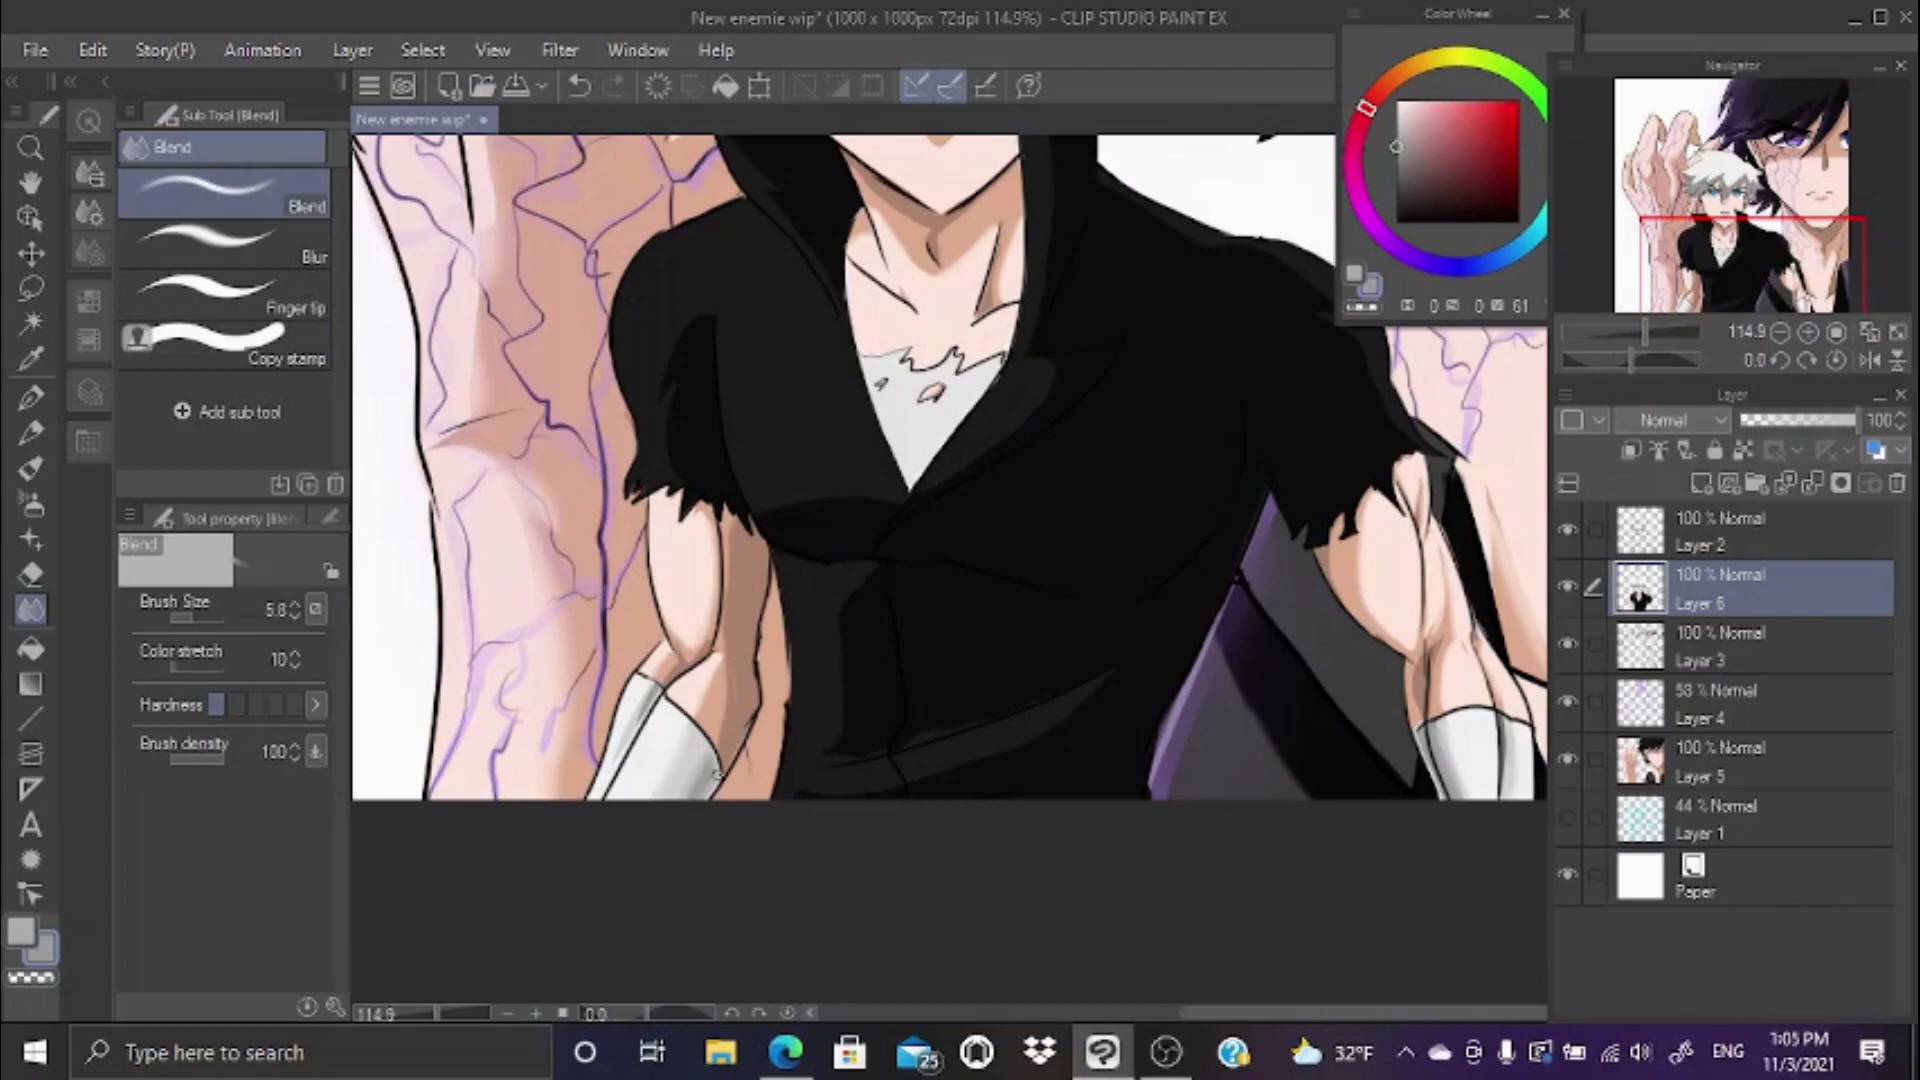 New enemie wip* (1000 x 1000px 72dpi 114.9%) - CLIP STUDIO PAINT EX
Color Wheel
File Edit Story(P) Animation Layer Select View Filter Window Help
Navigator
Sub Tool [Blend]
New enemie wip*
Blend
Blend
Blur
Finger tip
Copy stamp
Add sub tool
0 0 61
114.9
0.0
Layer
Normal 100
Tool property [Blen
Blend
Brush Size 5.8
Color stretch 10
Hardness
Brush density 100
100 % Normal
Layer 2
100 % Normal
Layer 6
100 % Normal
Layer 3
58 % Normal
Layer 4
100 % Normal
Layer 5
44 % Normal
Layer 1
Paper
114.9 0.0
Type here to search
25
32°F
ENG
1:05 PM
11/3/2021